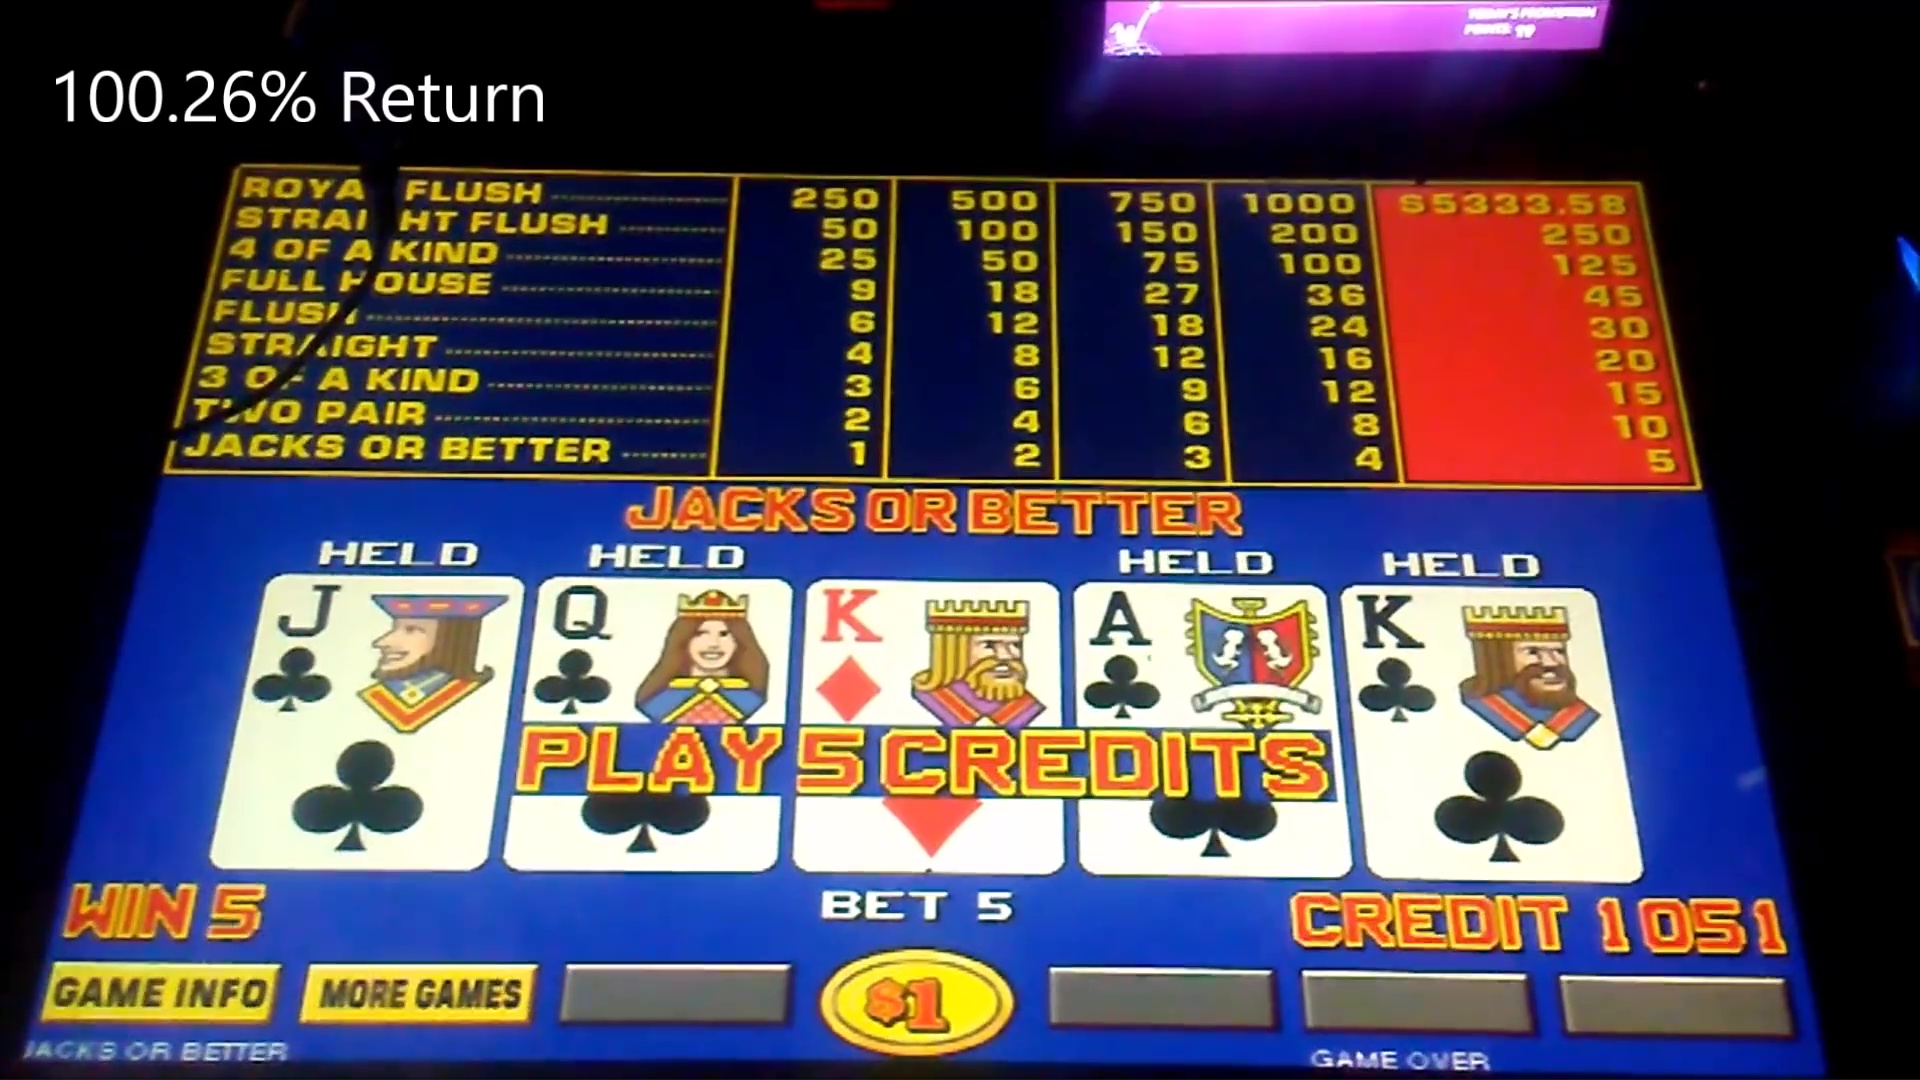 TODAY'S PROMOTION
100.26% Return
ROYA FLUSH 250 500 750 1000 $5333.58
STRAIGHT FLUSH 50 100 150 200 250
4 OF A KIND 25 50 75 100 125
FULL HOUSE 9 18 27 36 45
FLUSH 6 12 18 24 30
STRAIGHT 4 8 12 16 20
3 OF A KIND 3 6 9 12 15
TWO PAIR 2 4 6 8 10
JACKS OR BETTER 1 2 3 4 5
JACKS OR BETTER
HELD HELD HELD HELD
J Q K A K
PLAY 5 CREDITS
WIN 5 BET 5 CREDIT 1051
GAME INFO MORE GAMES $1
JACKS OR BETTER GAME OVER